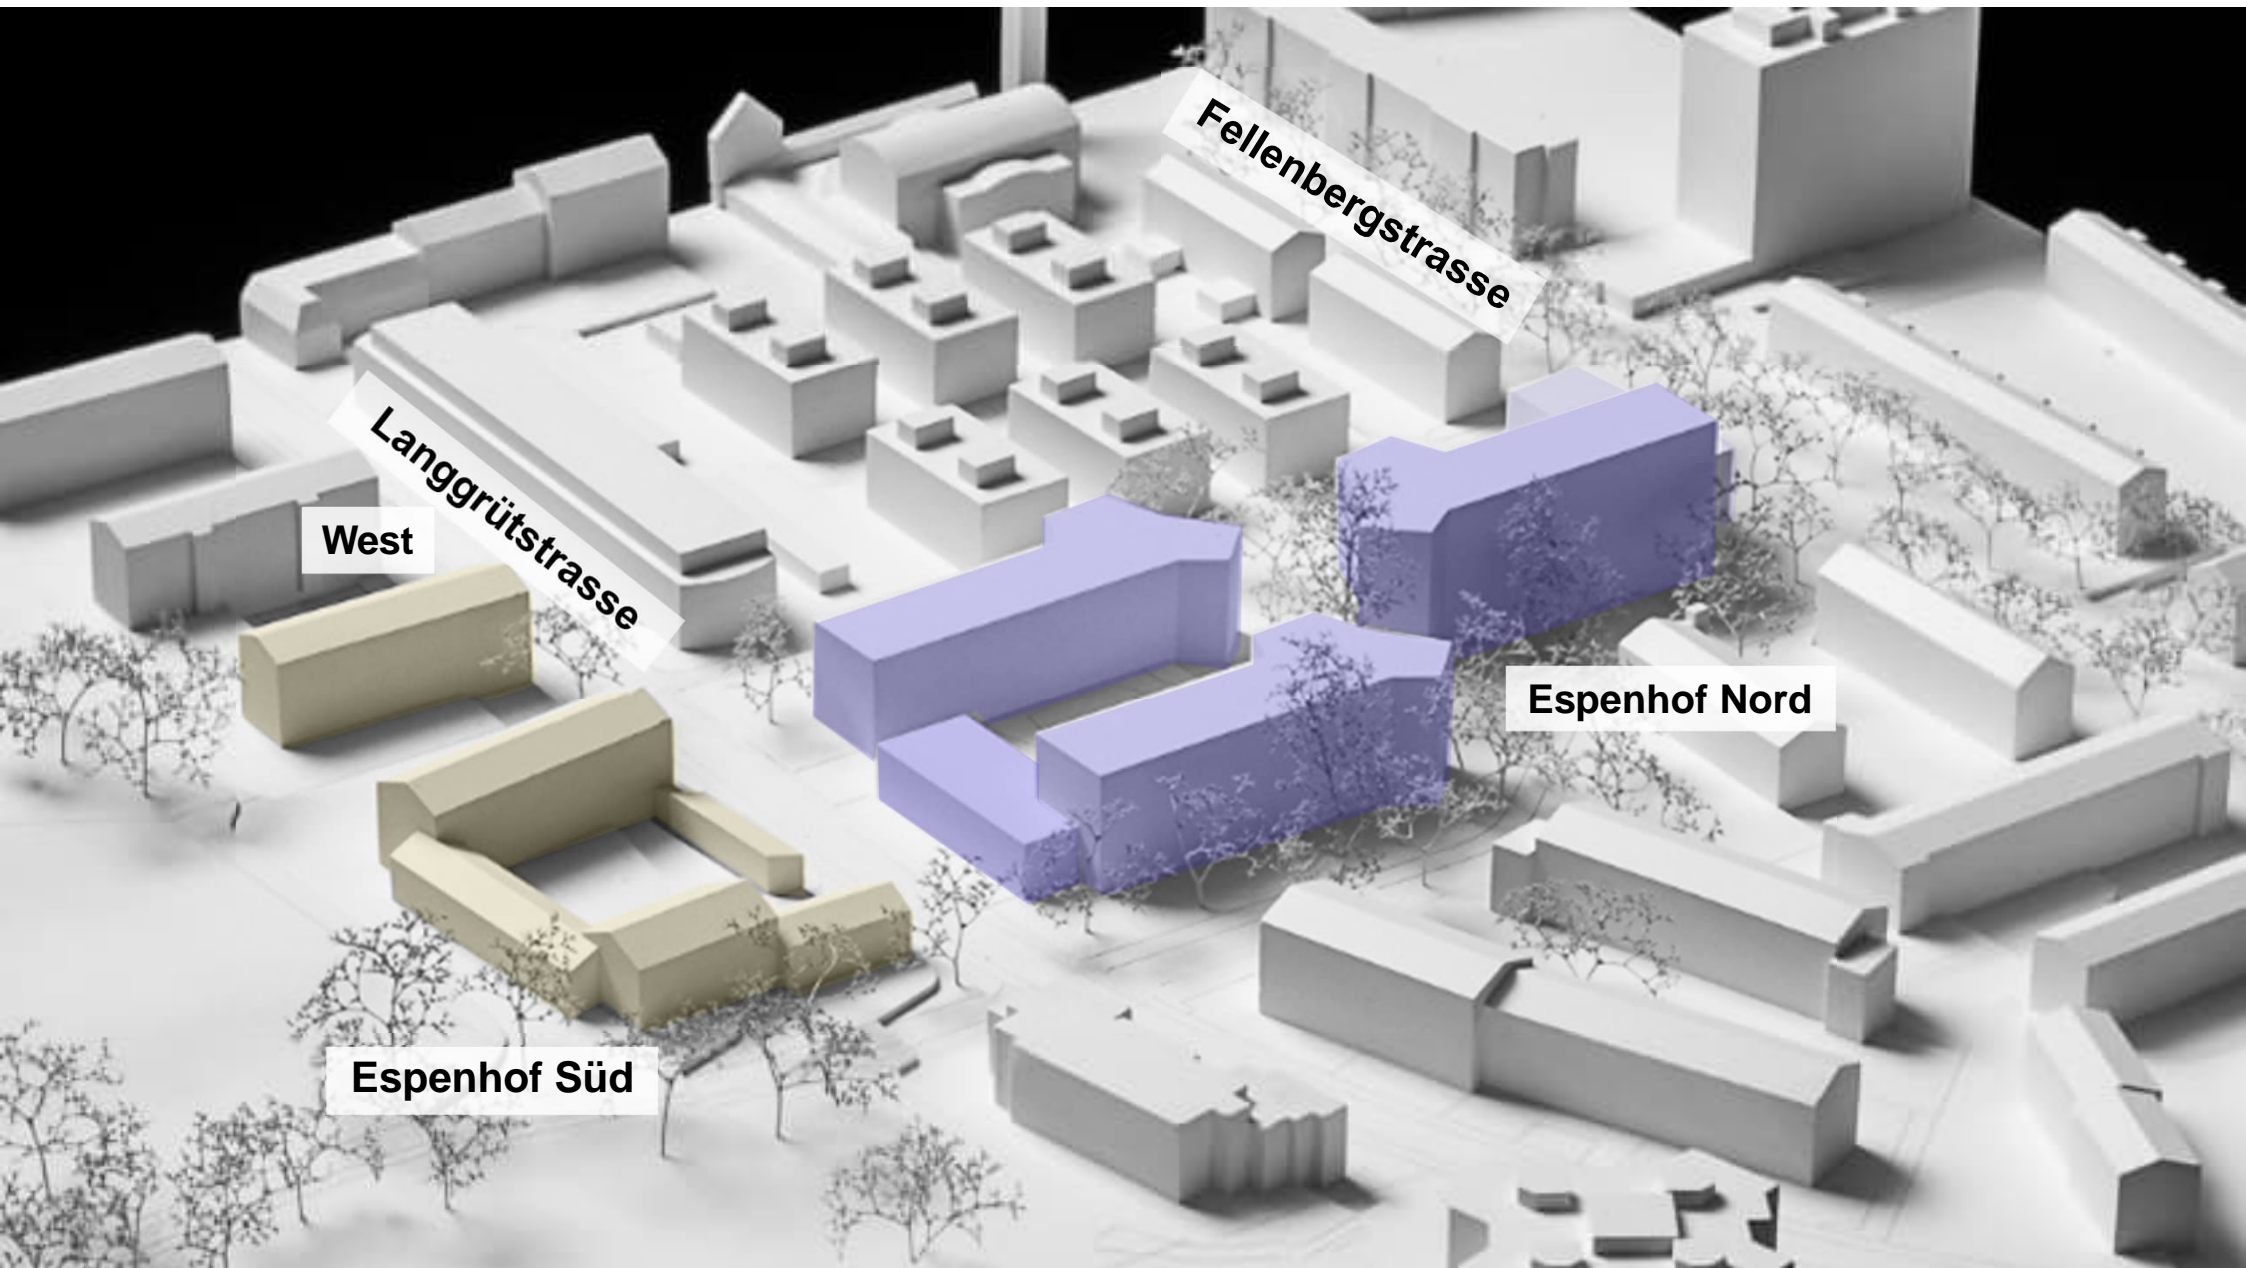 Fellenbergstrasse
Langgrütstrasse
West
Espenhof Nord
Espenhof Süd